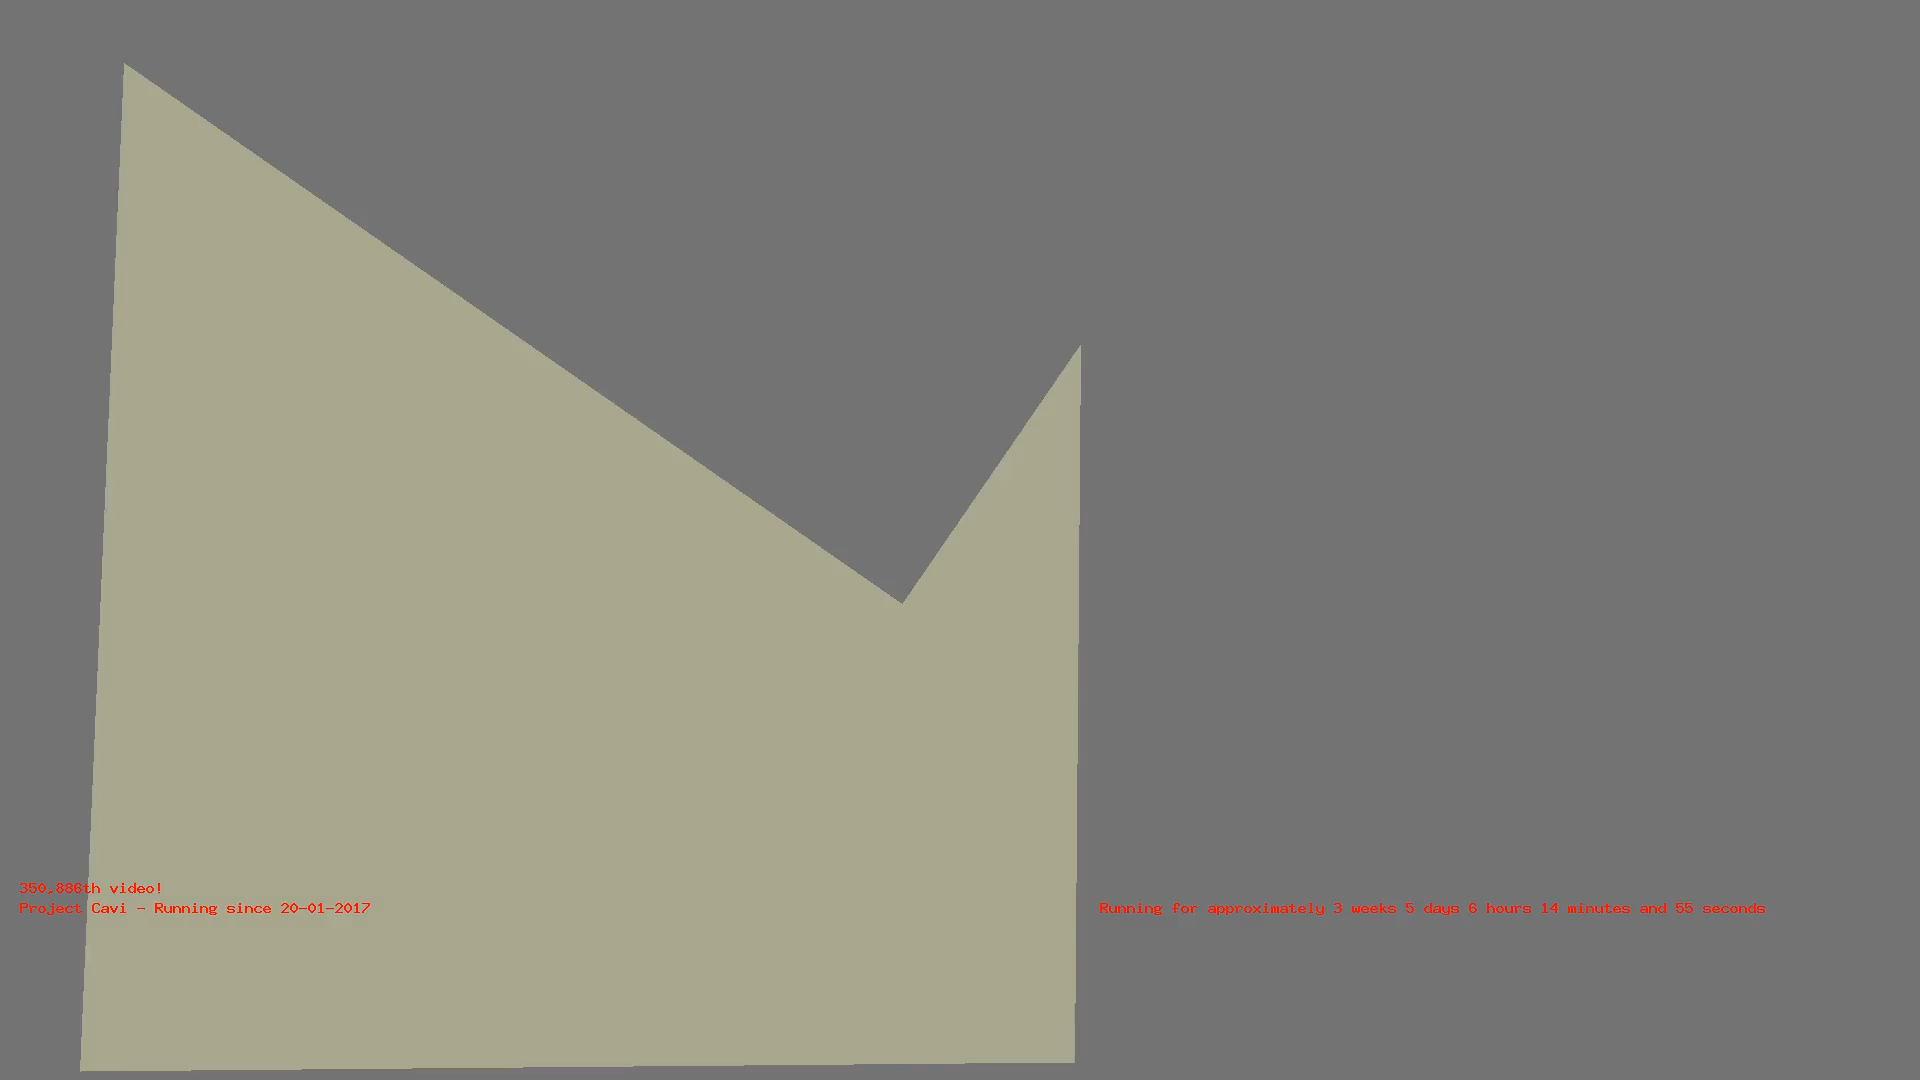 350,886th video!
Project Cavi - Running since 20-01-2017
Running for approximately 3 weeks 5 days 6 hours 14 minutes and 55 seconds